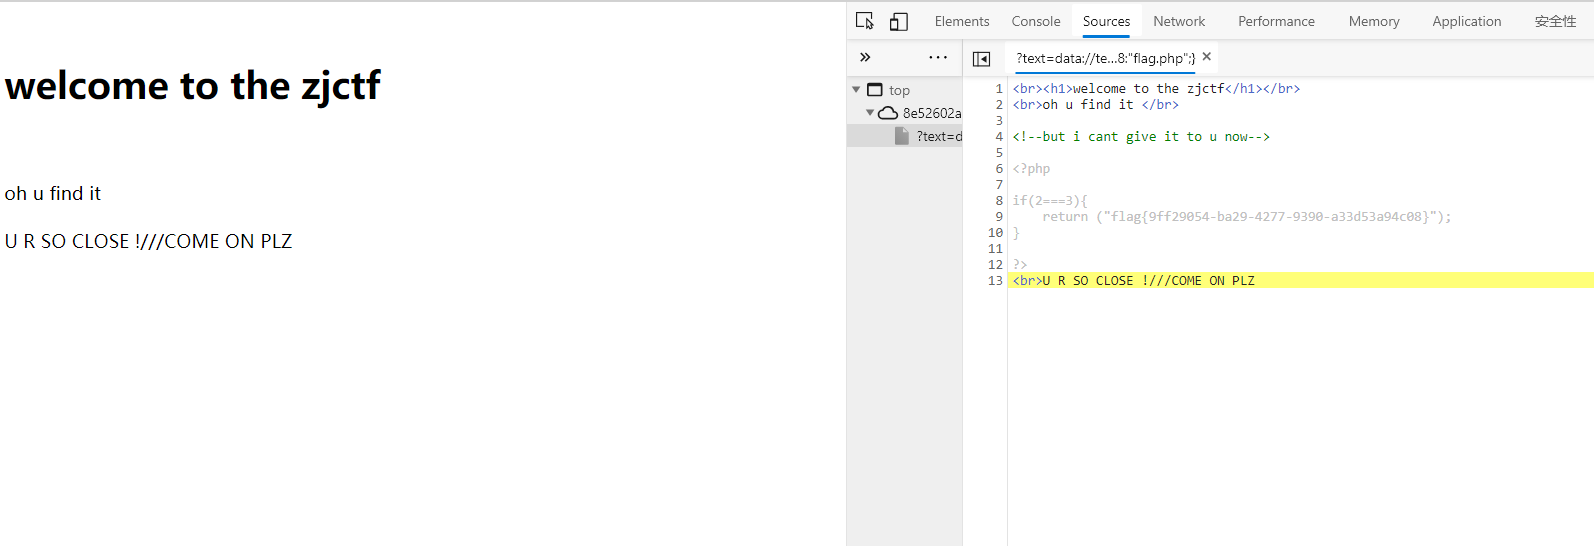 welcome to the zjctf
oh u find it
U R SO CLOSE !///COME ON PLZ
Elements Console Sources Network Performance Memory Application 安全性
» ··· ?text=data://te...8:"flag.php";} ×
top
8e52602a
?text=d
1 <br><h1>welcome to the zjctf</h1></br>
2 <br>oh u find it </br>
3
4 <!--but i cant give it to u now-->
5
6 <?php
7
8 if(2===3){
9 return ("flag{9ff29054-ba29-4277-9390-a33d53a94c08}");
10 }
11
12 ?>
13 <br>U R SO CLOSE !///COME ON PLZ